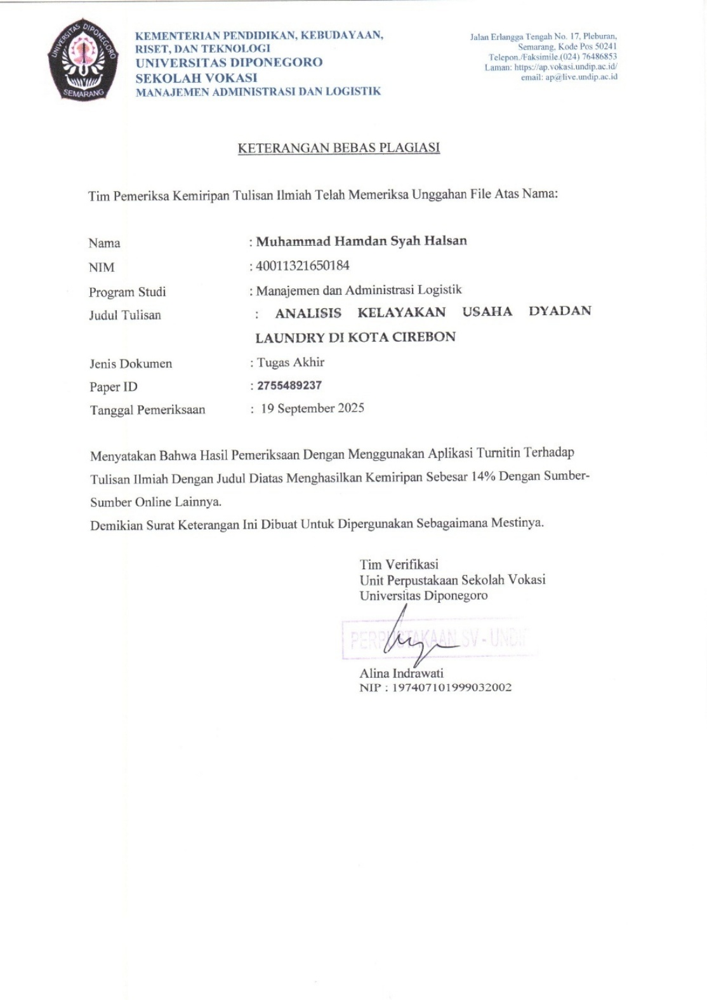 UNIVERSITAS DIPONEGORO
SEMARANG
KEMENTERIAN PENDIDIKAN, KEBUDAYAAN,
RISET, DAN TEKNOLOGI
UNIVERSITAS DIPONEGORO
SEKOLAH VOKASI
MANAJEMEN ADMINISTRASI DAN LOGISTIK
Jalan Erlangga Tengah No. 17, Pleburan,
Semarang, Kode Pos 50241
Telepon./Faksimile.(024) 76486853
Laman: https://ap.vokasi.undip.ac.id/
email: ap@live.undip.ac.id
KETERANGAN BEBAS PLAGIASI
Tim Pemeriksa Kemiripan Tulisan Ilmiah Telah Memeriksa Unggahan File Atas Nama:
Nama : Muhammad Hamdan Syah Halsan
NIM : 40011321650184
Program Studi : Manajemen dan Administrasi Logistik
Judul Tulisan : ANALISIS KELAYAKAN USAHA DYADAN
LAUNDRY DI KOTA CIREBON
Jenis Dokumen : Tugas Akhir
Paper ID : 2755489237
Tanggal Pemeriksaan : 19 September 2025
Menyatakan Bahwa Hasil Pemeriksaan Dengan Menggunakan Aplikasi Turnitin Terhadap
Tulisan Ilmiah Dengan Judul Diatas Menghasilkan Kemiripan Sebesar 14% Dengan Sumber-
Sumber Online Lainnya.
Demikian Surat Keterangan Ini Dibuat Untuk Dipergunakan Sebagaimana Mestinya.
Tim Verifikasi
Unit Perpustakaan Sekolah Vokasi
Universitas Diponegoro
PERPUSTAKAAN SV - UNDIP
Alina Indrawati
NIP : 197407101999032002